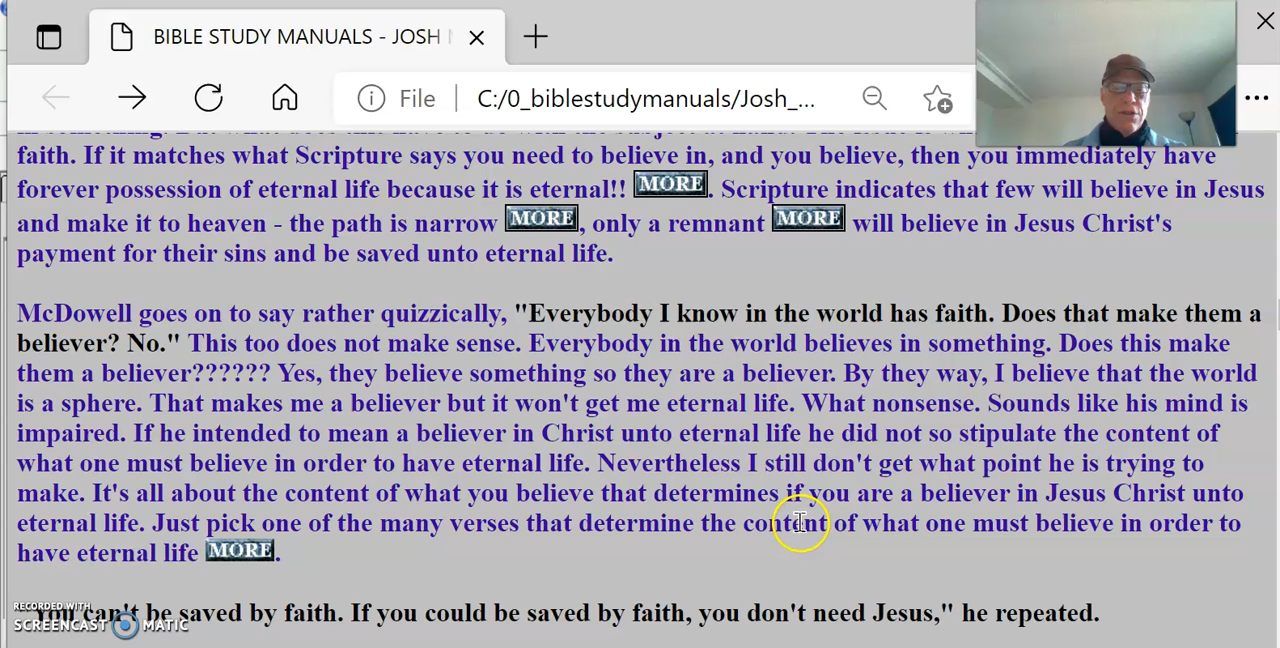 BIBLE STUDY MANUALS - JOSH
File C:/0_biblestudymanuals/Josh_...
faith. If it matches what Scripture says you need to believe in, and you believe, then you immediately have
forever possession of eternal life because it is eternal!! MORE. Scripture indicates that few will believe in Jesus
and make it to heaven - the path is narrow MORE, only a remnant MORE will believe in Jesus Christ's
payment for their sins and be saved unto eternal life.
McDowell goes on to say rather quizzically, "Everybody I know in the world has faith. Does that make them a
believer? No." This too does not make sense. Everybody in the world believes in something. Does this make
them a believer?????? Yes, they believe something so they are a believer. By they way, I believe that the world
is a sphere. That makes me a believer but it won't get me eternal life. What nonsense. Sounds like his mind is
impaired. If he intended to mean a believer in Christ unto eternal life he did not so stipulate the content of
what one must believe in order to have eternal life. Nevertheless I still don't get what point he is trying to
make. It's all about the content of what you believe that determines if you are a believer in Jesus Christ unto
eternal life. Just pick one of the many verses that determine the content of what one must believe in order to
have eternal life MORE.
"You can't be saved by faith. If you could be saved by faith, you don't need Jesus," he repeated.
RECORDED WITH
SCREENCAST MATIC